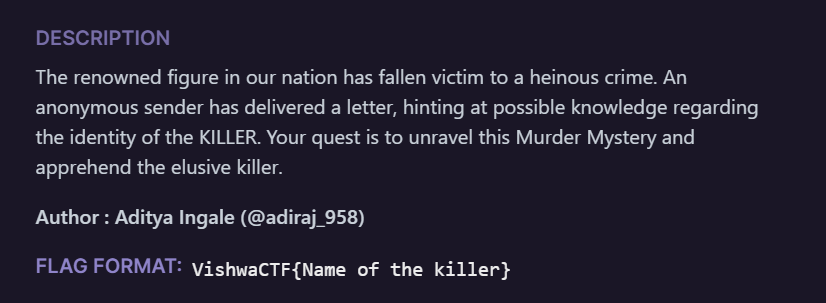 DESCRIPTION
The renowned figure in our nation has fallen victim to a heinous crime. An
anonymous sender has delivered a letter, hinting at possible knowledge regarding
the identity of the KILLER. Your quest is to unravel this Murder Mystery and
apprehend the elusive killer.
Author : Aditya Ingale (@adiraj_958)
FLAG FORMAT: VishwaCTF{Name of the killer}